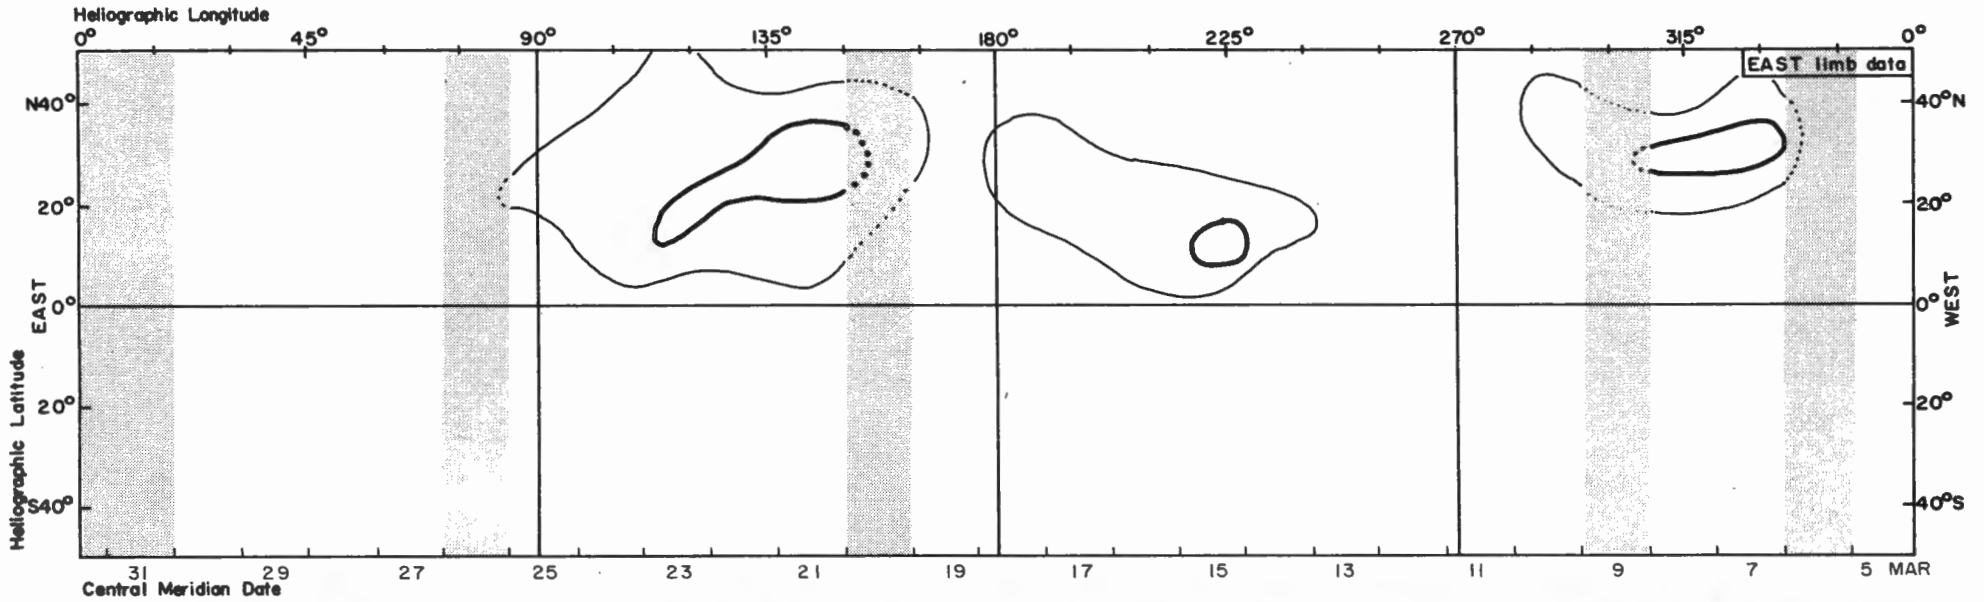 Heliographic Longitude
0° 45° 90° 135° 180° 225° 270° 315° 0°
EAST limb data
N40° 40°N
20° 20°
0° 0°
EAST WEST
Heliographic Latitude
20° 20°
S40° 40°S
31 29 27 25 23 21 19 17 15 13 11 9 7 5 MAR
Central Meridian Date